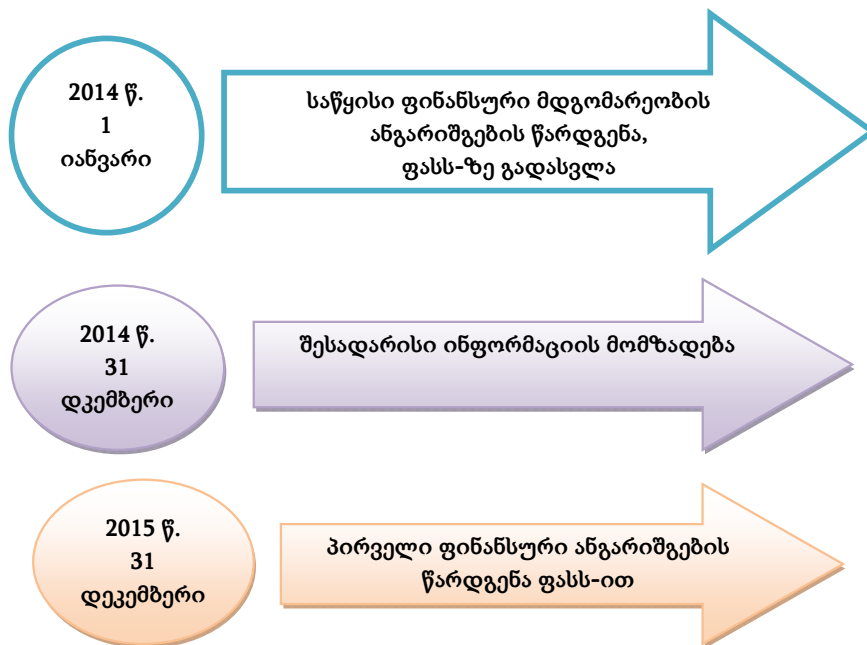 2014 წ.
1
იანვარი
საწყისი ფინანსური მდგომარეობის
ანგარიშგების წარდგენა,
ფასს-ზე გადასვლა
2014 წ.
31
დკემბერი
შესადარისი ინფორმაციის მომზადება
2015 წ.
31
დეკემბერი
პირველი ფინანსური ანგარიშგების
წარდგენა ფასს-ით